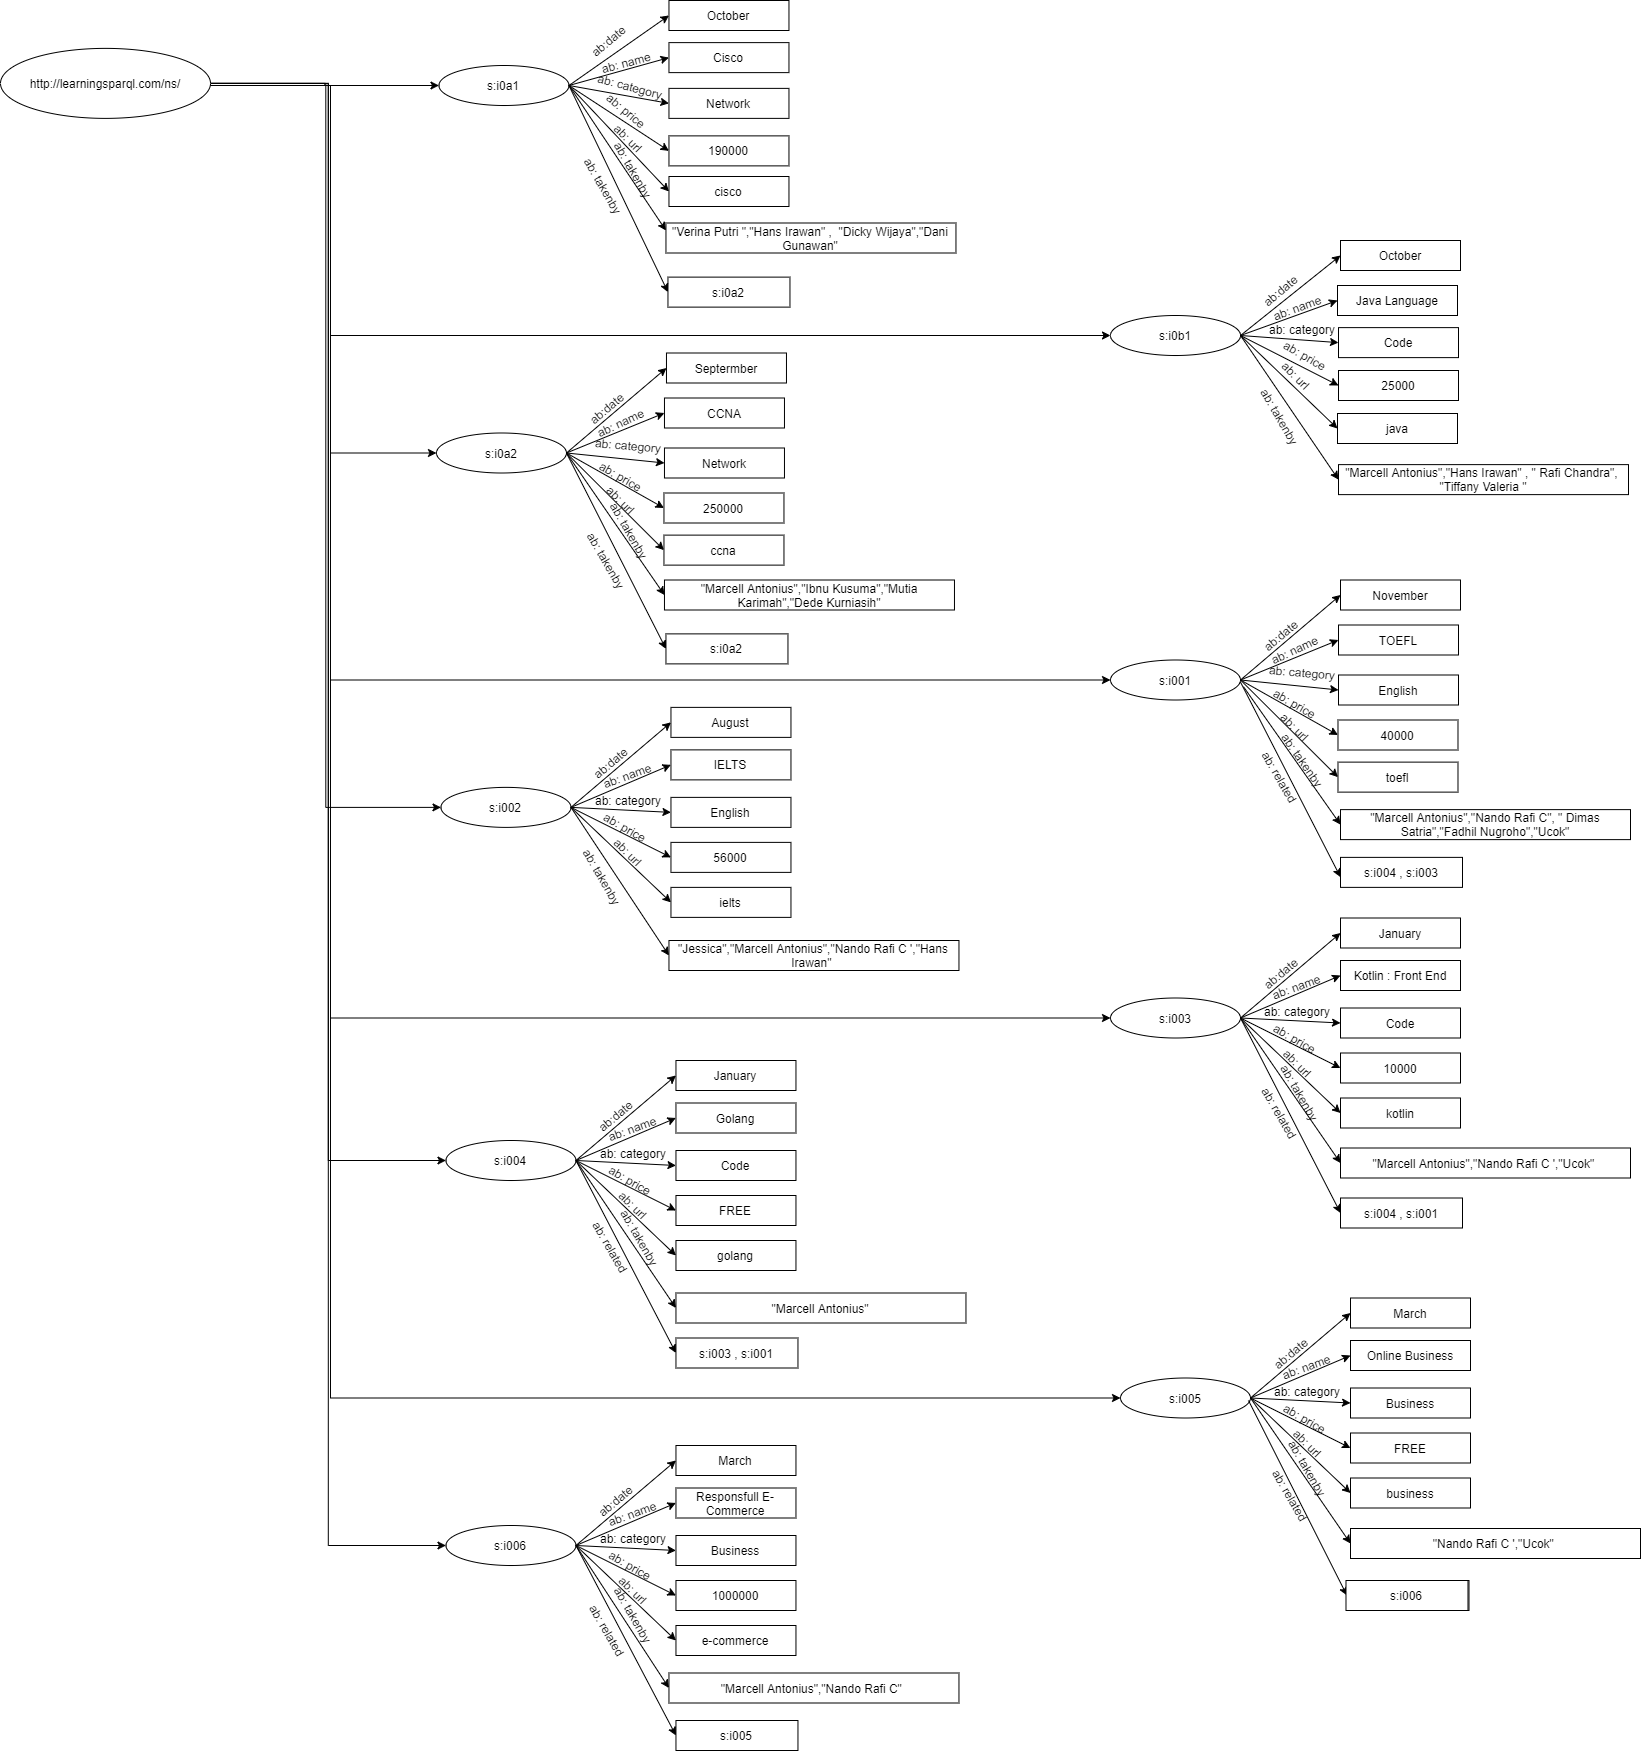 http://learningsparql.com/ns/
s:i0a1
ab:date
October
ab: name
Cisco
ab: category
Network
ab: price
190000
ab: url
cisco
ab: takenby
"Verina Putri ","Hans Irawan" , "Dicky Wijaya","Dani
Gunawan"
ab: takenby
s:i0a2
s:i0b1
ab:date
October
ab: name
Java Language
ab: category
Code
ab: price
25000
ab: url
java
ab: takenby
"Marcell Antonius","Hans Irawan" , " Rafi Chandra",
"Tiffany Valeria "
s:i0a2
ab:date
Septermber
ab: name
CCNA
ab: category
Network
ab: price
250000
ab: url
ccna
ab: takenby
"Marcell Antonius","Ibnu Kusuma","Mutia
Karimah","Dede Kurniasih"
ab: takenby
s:i0a2
s:i001
ab:date
November
ab: name
TOEFL
ab: category
English
ab: price
40000
ab: url
toefl
ab: takenby
"Marcell Antonius","Nando Rafi C", " Dimas
Satria","Fadhil Nugroho","Ucok"
ab: related
s:i004 , s:i003
s:i002
ab:date
August
ab: name
IELTS
ab: category
English
ab: price
56000
ab: url
ielts
ab: takenby
"Jessica","Marcell Antonius","Nando Rafi C ',"Hans
Irawan"
s:i003
ab:date
January
ab: name
Kotlin : Front End
ab: category
Code
ab: price
10000
ab: url
kotlin
ab: takenby
"Marcell Antonius","Nando Rafi C ',"Ucok"
ab: related
s:i004 , s:i001
s:i004
ab:date
January
ab: name
Golang
ab: category
Code
ab: price
FREE
ab: url
golang
ab: takenby
"Marcell Antonius"
ab: related
s:i003 , s:i001
s:i005
ab:date
March
ab: name
Online Business
ab: category
Business
ab: price
FREE
ab: url
business
ab: takenby
"Nando Rafi C ',"Ucok"
ab: related
s:i006
s:i006
ab:date
March
ab: name
Responsfull E-
Commerce
ab: category
Business
ab: price
1000000
ab: url
e-commerce
ab: takenby
"Marcell Antonius","Nando Rafi C"
ab: related
s:i005